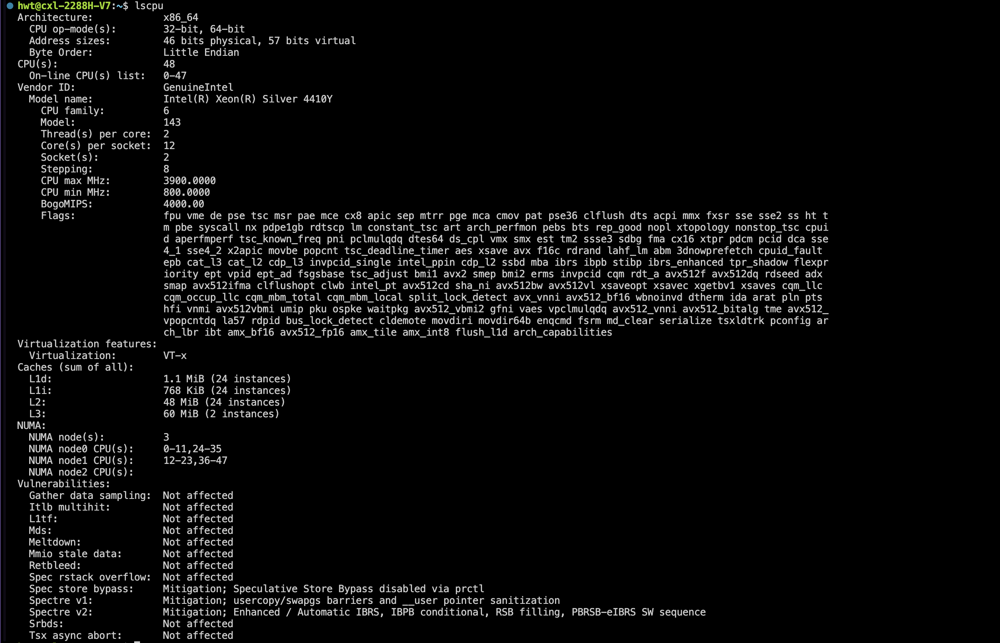 hwt@cxl-2288H-V7:~$ lscpu
Architecture: x86_64
CPU op-mode(s): 32-bit, 64-bit
Address sizes: 46 bits physical, 57 bits virtual
Byte Order: Little Endian
CPU(s): 48
On-line CPU(s) list: 0-47
Vendor ID: GenuineIntel
Model name: Intel(R) Xeon(R) Silver 4410Y
CPU family: 6
Model: 143
Thread(s) per core: 2
Core(s) per socket: 12
Socket(s): 2
Stepping: 8
CPU max MHz: 3900.0000
CPU min MHz: 800.0000
BogoMIPS: 4000.00
Flags: fpu vme de pse tsc msr pae mce cx8 apic sep mtrr pge mca cmov pat pse36 clflush dts acpi mmx fxsr sse sse2 ss ht t
m pbe syscall nx pdpe1gb rdtscp lm constant_tsc art arch_perfmon pebs bts rep_good nopl xtopology nonstop_tsc cpui
d aperfmperf tsc_known_freq pni pclmulqdq dtes64 ds_cpl vmx smx est tm2 ssse3 sdbg fma cx16 xtpr pdcm pcid dca sse
4_1 sse4_2 x2apic movbe popcnt tsc_deadline_timer aes xsave avx f16c rdrand lahf_lm abm 3dnowprefetch cpuid_fault
epb cat_l3 cat_l2 cdp_l3 invpcid_single intel_ppin cdp_l2 ssbd mba ibrs ibpb stibp ibrs_enhanced tpr_shadow flexpr
iority ept vpid ept_ad fsgsbase tsc_adjust bmi1 avx2 smep bmi2 erms invpcid cqm rdt_a avx512f avx512dq rdseed adx
smap avx512ifma clflushopt clwb intel_pt avx512cd sha_ni avx512bw avx512vl xsaveopt xsavec xgetbv1 xsaves cqm_llc
cqm_occup_llc cqm_mbm_total cqm_mbm_local split_lock_detect avx_vnni avx512_bf16 wbnoinvd dtherm ida arat pln pts
hfi vnmi avx512vbmi umip pku ospke waitpkg avx512_vbmi2 gfni vaes vpclmulqdq avx512_vnni avx512_bitalg tme avx512_
vpopcntdq la57 rdpid bus_lock_detect cldemote movdiri movdir64b enqcmd fsrm md_clear serialize tsxldtrk pconfig ar
ch_lbr ibt amx_bf16 avx512_fp16 amx_tile amx_int8 flush_l1d arch_capabilities
Virtualization features:
Virtualization: VT-x
Caches (sum of all):
L1d: 1.1 MiB (24 instances)
L1i: 768 KiB (24 instances)
L2: 48 MiB (24 instances)
L3: 60 MiB (2 instances)
NUMA:
NUMA node(s): 3
NUMA node0 CPU(s): 0-11,24-35
NUMA node1 CPU(s): 12-23,36-47
NUMA node2 CPU(s):
Vulnerabilities:
Gather data sampling: Not affected
Itlb multihit: Not affected
L1tf: Not affected
Mds: Not affected
Meltdown: Not affected
Mmio stale data: Not affected
Retbleed: Not affected
Spec rstack overflow: Not affected
Spec store bypass: Mitigation; Speculative Store Bypass disabled via prctl
Spectre v1: Mitigation; usercopy/swapgs barriers and __user pointer sanitization
Spectre v2: Mitigation; Enhanced / Automatic IBRS, IBPB conditional, RSB filling, PBRSB-eIBRS SW sequence
Srbds: Not affected
Tsx async abort: Not affected